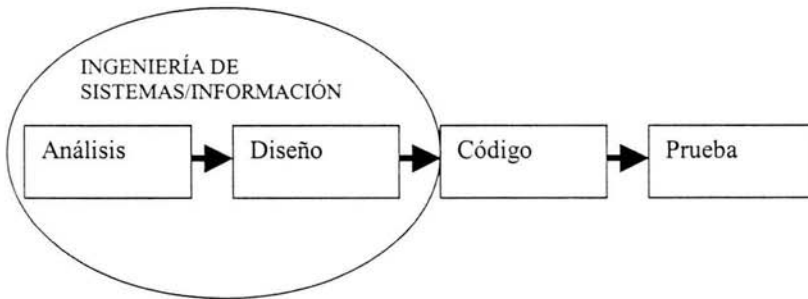 INGENIERÍA DE
SISTEMAS/INFORMACIÓN
Análisis
Diseño
Código
Prueba